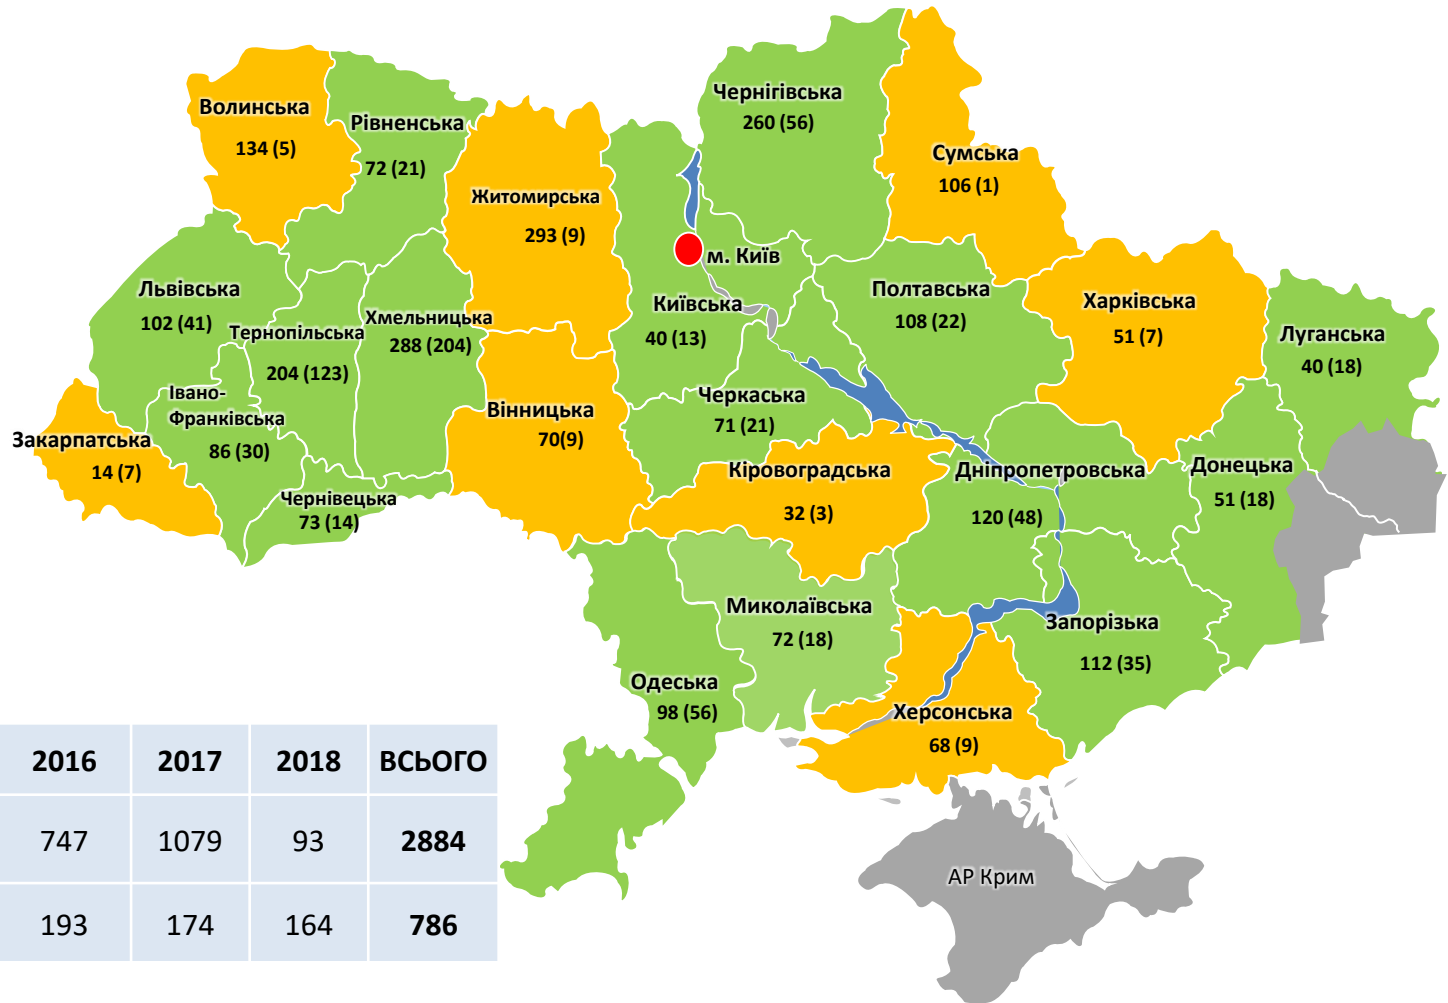 Чернігівська
260 (56)
Волинська
134 (5)
Рівненська
72 (21)
Сумська
106 (1)
Житомирська
293 (9)
м. Київ
Львівська
102 (41)
Тернопільська
204 (123)
Хмельницька
288 (204)
Київська
40 (13)
Полтавська
108 (22)
Харківська
51 (7)
Луганська
40 (18)
Івано-
Франківська
86 (30)
Закарпатська
14 (7)
Чернівецька
73 (14)
Вінницька
70(9)
Черкаська
71 (21)
Кіровоградська
32 (3)
Дніпропетровська
120 (48)
Донецька
51 (18)
Миколаївська
72 (18)
Запорізька
112 (35)
Одеська
98 (56)
Херсонська
68 (9)
АР Крим
2016 2017 2018 ВСЬОГО
747 1079 93 2884
193 174 164 786